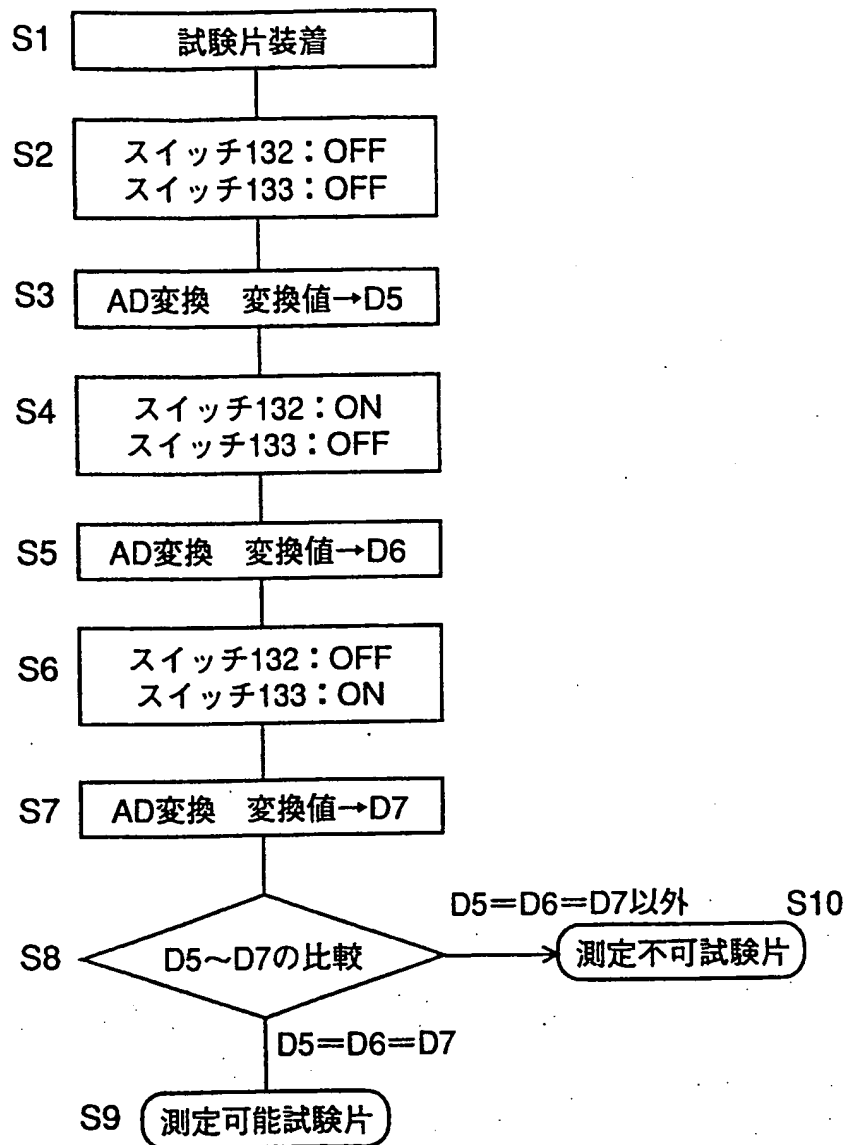 S1 試験片装着
S2 スイッチ132：OFF
スイッチ133：OFF
S3 AD変換　変換値→D5
S4 スイッチ132：ON
スイッチ133：OFF
S5 AD変換　変換値→D6
S6 スイッチ132：OFF
スイッチ133：ON
S7 AD変換　変換値→D7
D5＝D6＝D7以外 S10
S8 D5～D7の比較 測定不可試験片
D5＝D6＝D7
S9 測定可能試験片